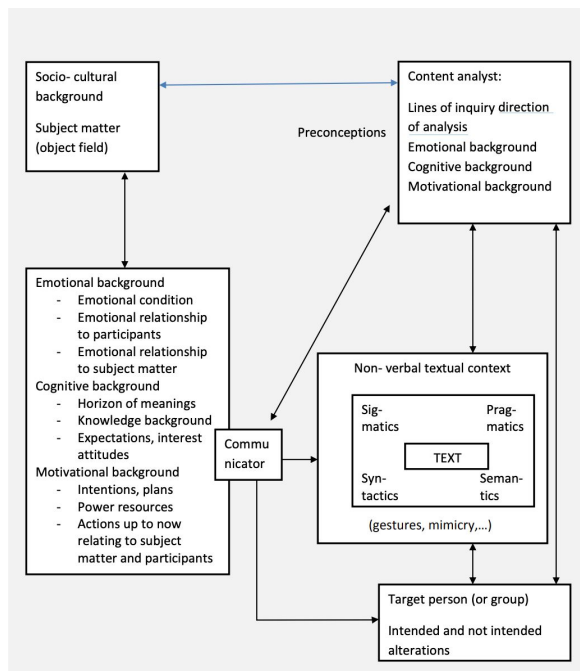 Socio- cultural
background
Subject matter
(object field)
Content analyst:
Lines of inquiry direction
of analysis
Emotional background
Cognitive background
Motivational background
Preconceptions
Emotional background
- Emotional condition
- Emotional relationship
to participants
- Emotional relationship
to subject matter
Cognitive background
- Horizon of meanings
- Knowledge background
- Expectations, interest
attitudes
Motivational background
- Intentions, plans
- Power resources
- Actions up to now
relating to subject
matter and participants
Commu
nicator
Non- verbal textual context
Sig-
matics
Prag-
matics
TEXT
Syn-
tactics
Seman-
tics
(gestures, mimicry,...)
Target person (or group)
Intended and not intended
alterations